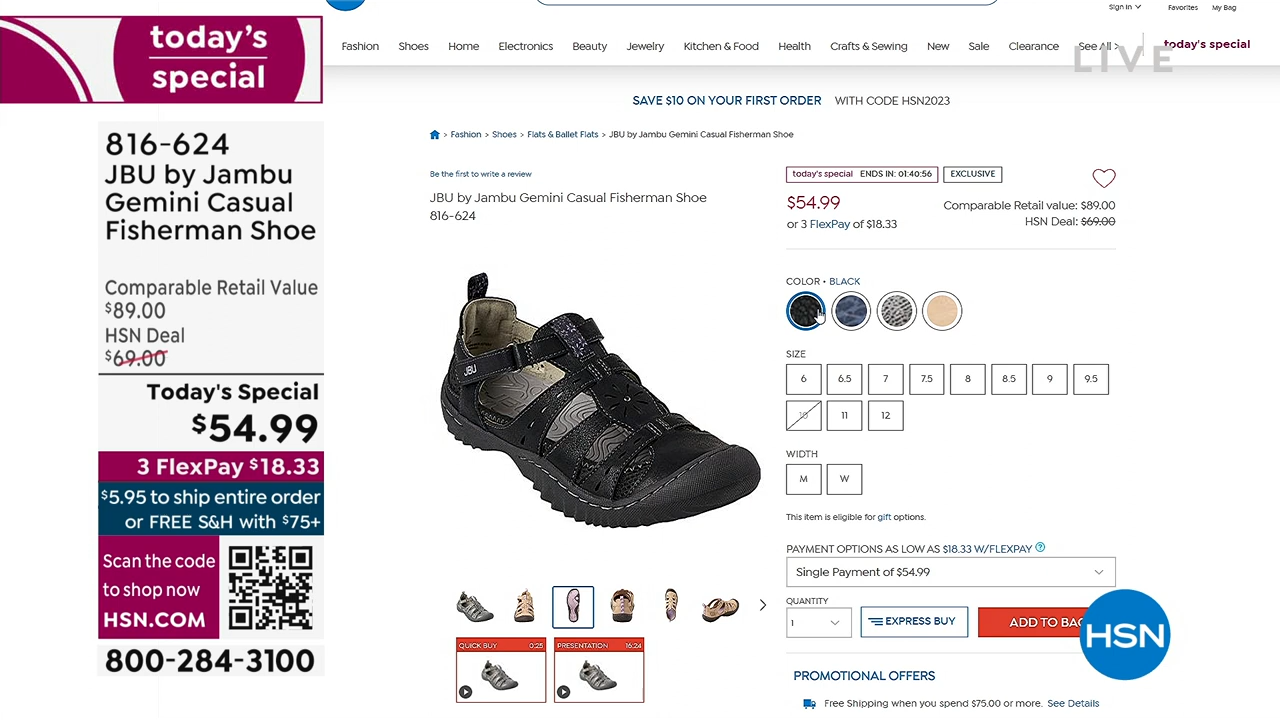 today's
special
816-624
JBU by Jambu
Gemini Casual
Fisherman Shoe
Comparable Retail Value
$89.00
HSN Deal
$69.00
Today's Special
$54.99
3 FlexPay $18.33
$5.95 to ship entire order
or FREE S&H with $75+
Scan the code
to shop now
HSN.COM
800-284-3100
Sign In
Favorites
My Bag
Fashion
Shoes
Home
Electronics
Beauty
Jewelry
Kitchen & Food
Health
Crafts & Sewing
New
Sale
Clearance
See All >
today's special
LIVE
SAVE $10 ON YOUR FIRST ORDER WITH CODE HSN2023
> Fashion > Shoes > Flats & Ballet Flats > JBU by Jambu Gemini Casual Fisherman Shoe
Be the first to write a review
JBU by Jambu Gemini Casual Fisherman Shoe
816-624
JBU
QUICK BUY 0:25
PRESENTATION 16:24
today's special ENDS IN: 01:40:56
EXCLUSIVE
$54.99
or 3 FlexPay of $18.33
Comparable Retail value: $89.00
HSN Deal: $69.00
COLOR • BLACK
SIZE
6 6.5 7 7.5 8 8.5 9 9.5
10 11 12
WIDTH
M W
This item is eligible for gift options.
PAYMENT OPTIONS AS LOW AS $18.33 W/FLEXPAY ?
Single Payment of $54.99
QUANTITY
1
EXPRESS BUY
ADD TO BAG
HSN
PROMOTIONAL OFFERS
Free Shipping when you spend $75.00 or more. See Details